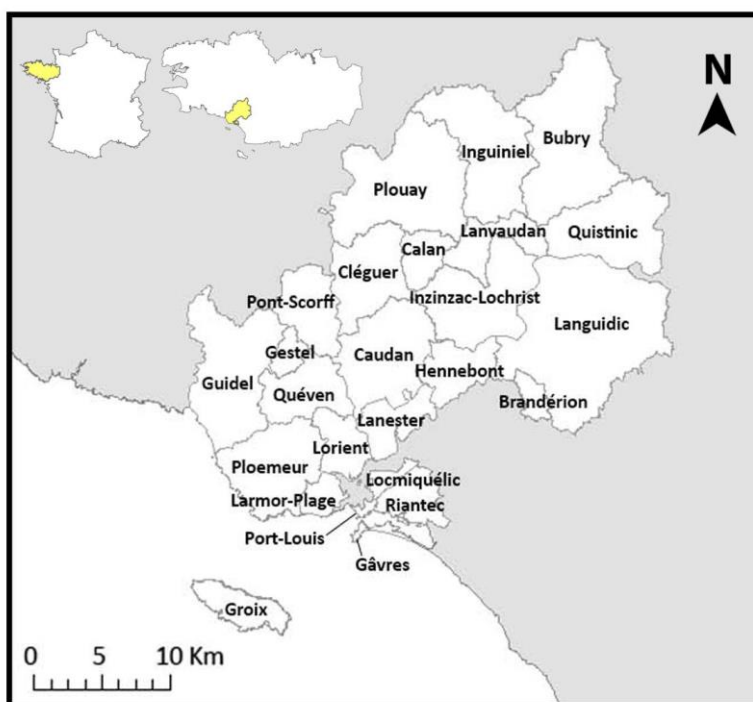 N
Bubry
Inguiniel
Plouay
Lanvaudan
Quistinic
Calan
Cléguer
Inzinzac-Lochrist
Pont-Scorff
Languidic
Gestel
Caudan
Hennebont
Guidel
Quéven
Brandérion
Lanester
Lorient
Ploemeur
Locmiquélic
Larmor-Plage
Riantec
Port-Louis
Gâvres
Groix
0 5 10 Km